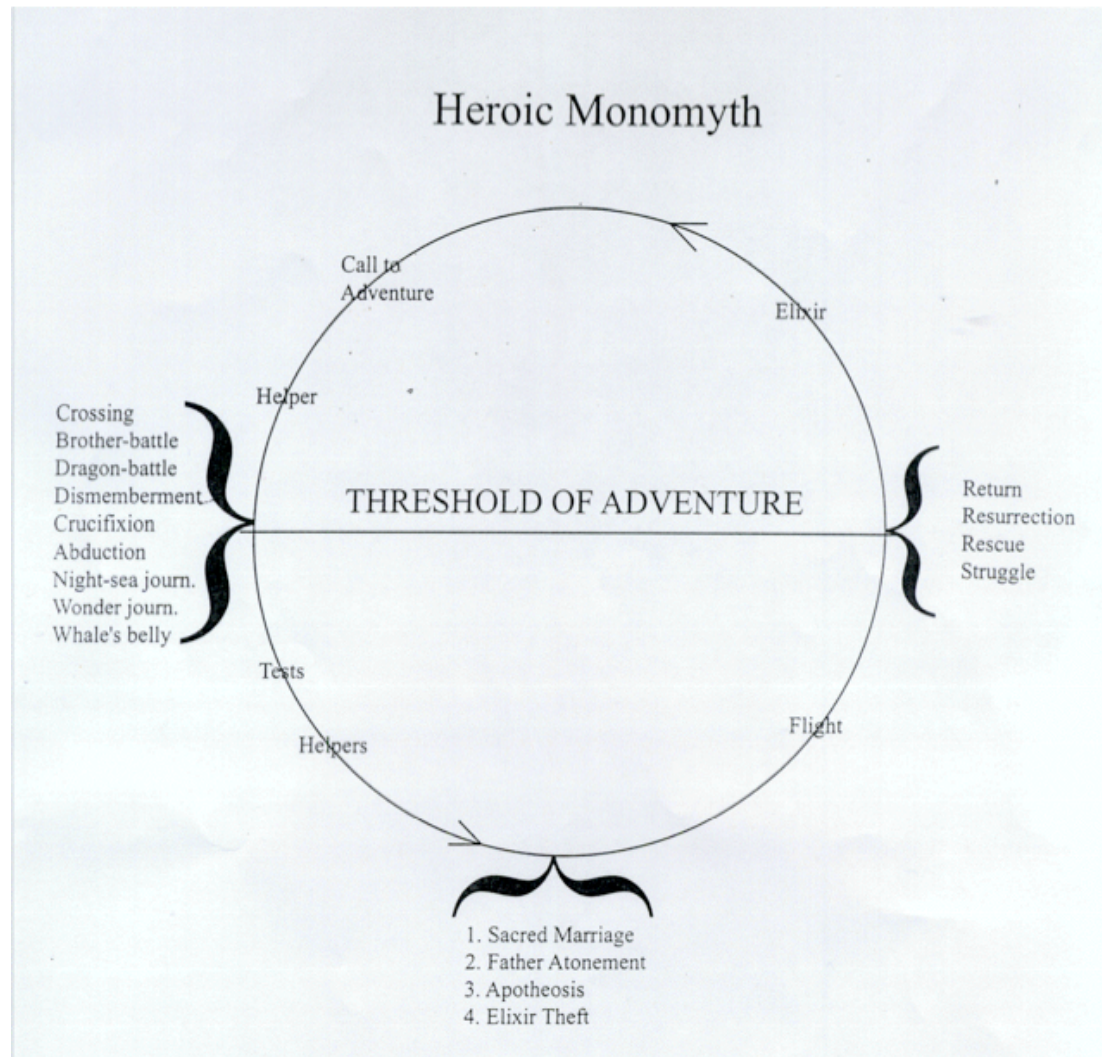 Heroic Monomyth
Call to
Adventure
Elixir
Helper
Crossing
Brother-battle
Dragon-battle
Dismemberment
Crucifixion
Abduction
Night-sea journ.
Wonder journ.
Whale's belly
THRESHOLD OF ADVENTURE
Return
Resurrection
Rescue
Struggle
Tests
Helpers
Flight
1. Sacred Marriage
2. Father Atonement
3. Apotheosis
4. Elixir Theft